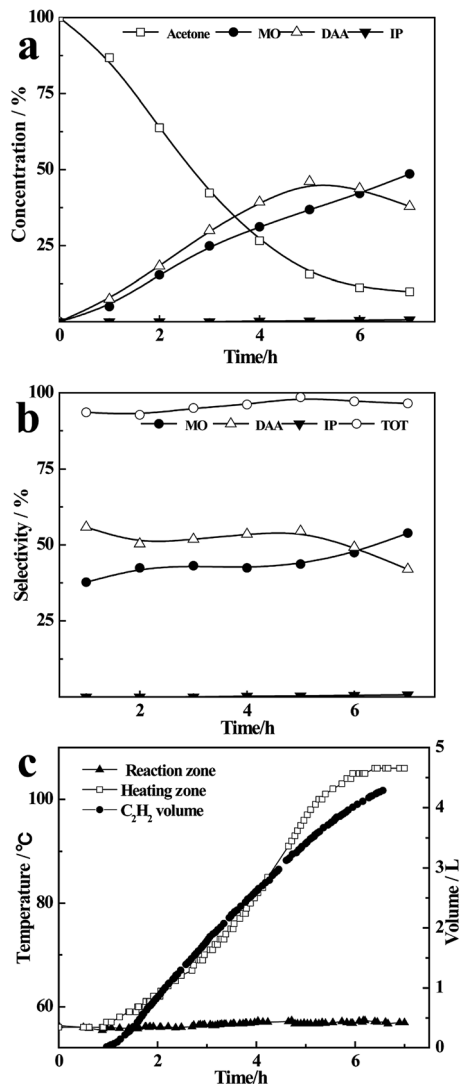 a
Acetone MO DAA IP
100
75
50
25
0 2 4 6
Concentration / %
Time/h
b
100
MO DAA IP TOT
75
50
25
2 4 6
Selectivity / %
Time/h
c
Reaction zone
Heating zone
C₂H₂ volume
100
80
60
5
4
3
2
1
0
0 2 4 6
Temperature /°C
Volume / L
Time/h